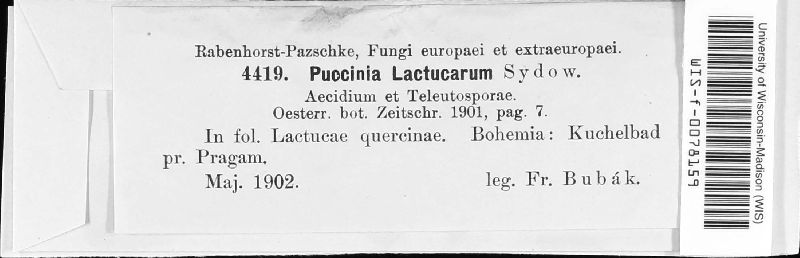 Rabenhorst-Pazschke, Fungi europaei et extraeuropaei.
4419. Puccinia Lactucarum Sydow.
Aecidium et Teleutosporae.
Oesterr. bot. Zeitschr. 1901, pag. 7.
In fol. Lactucae quercinae. Bohemia: Kuchelbad
pr. Pragam.
Maj. 1902. leg. Fr. Bubák.
WIS-f-0078159
University of Wisconsin-Madison (WIS)